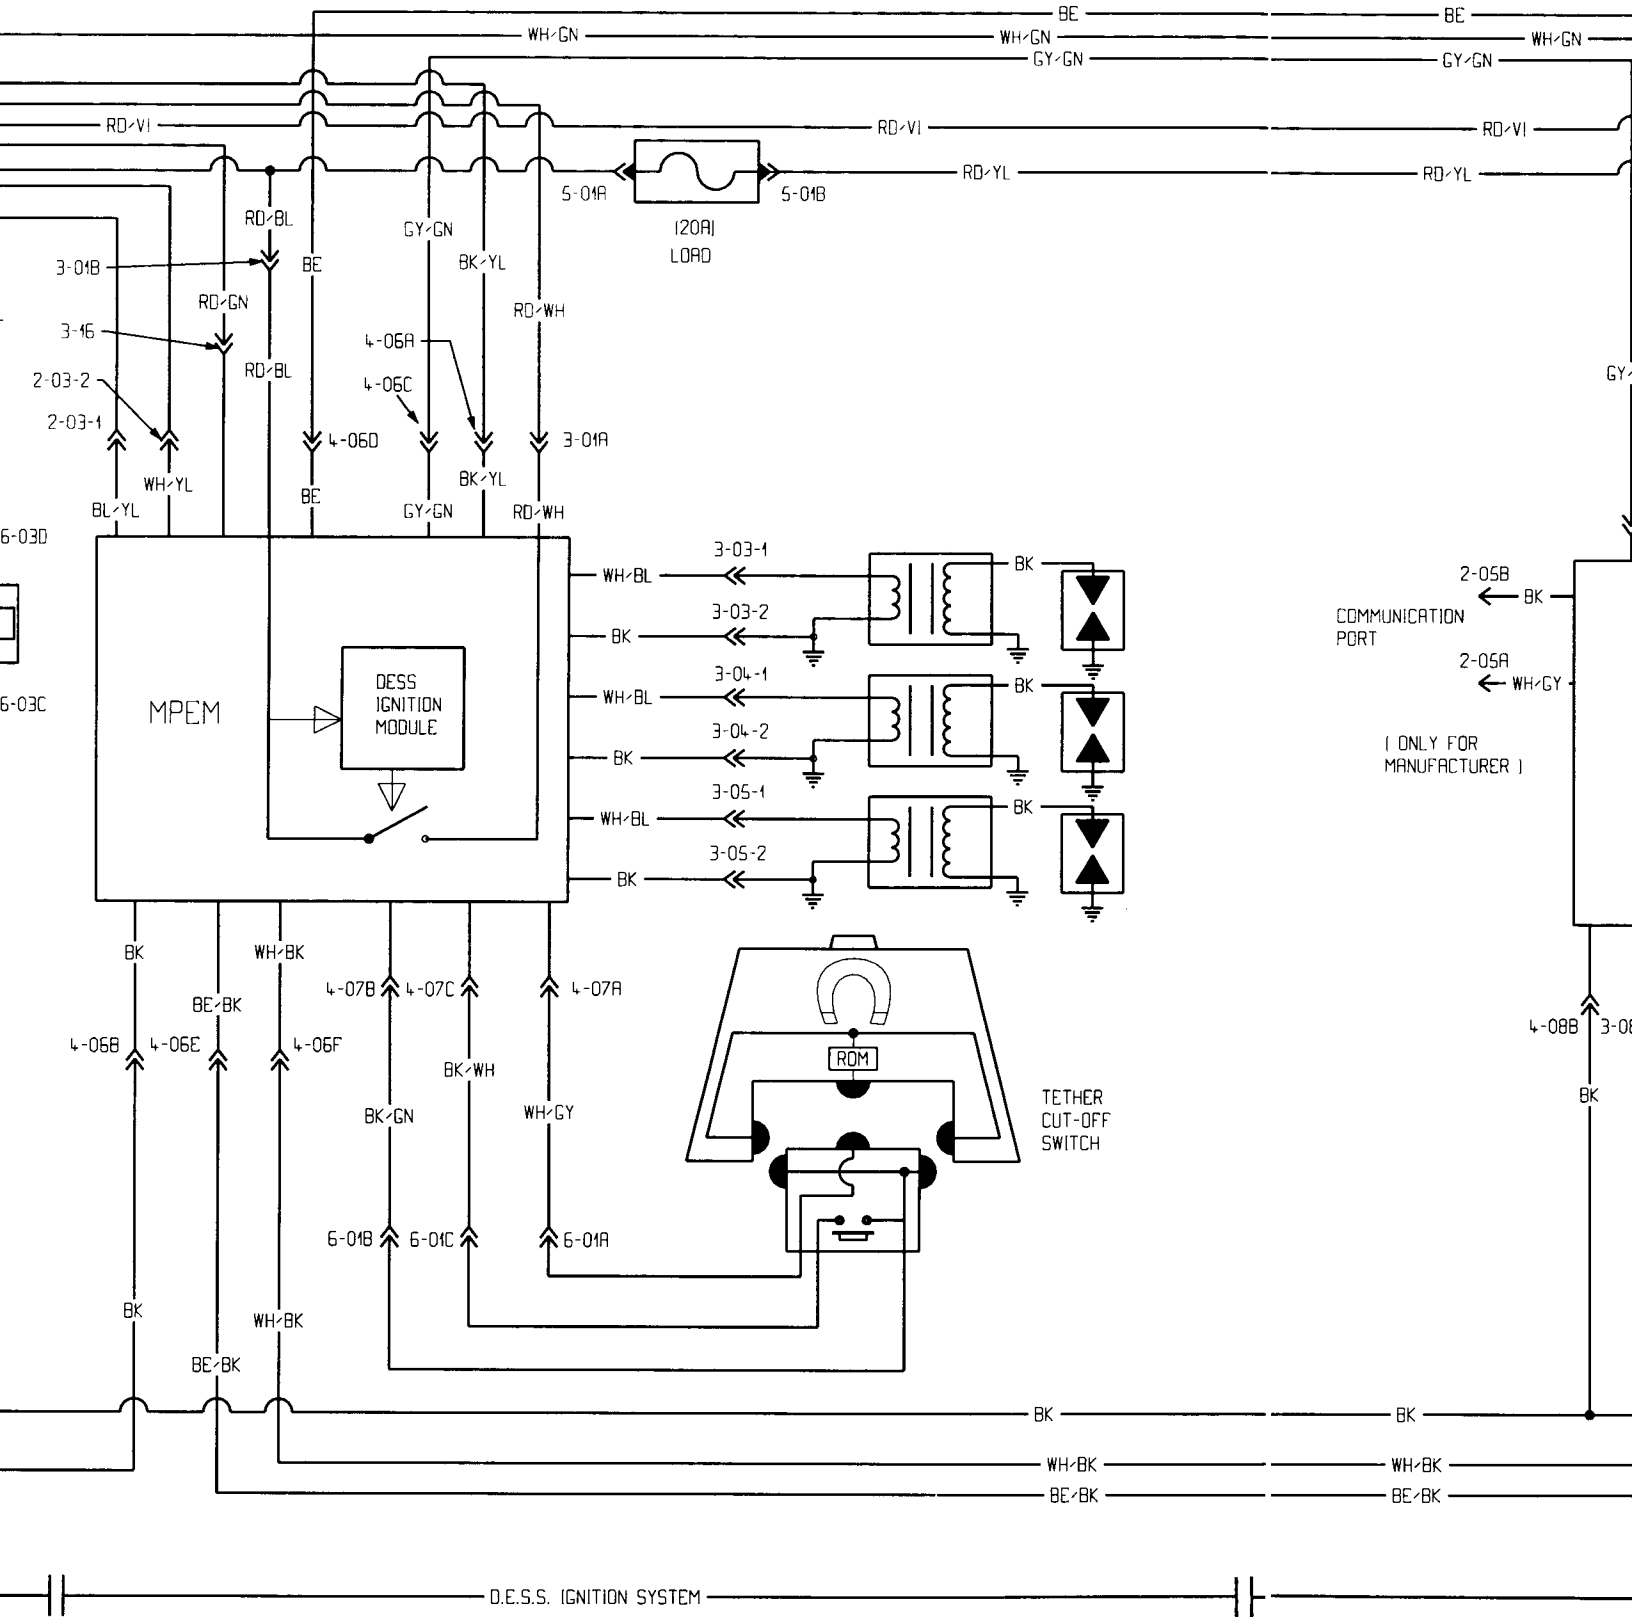 BE BE
WH/GN WH/GN WH/GN
GY/GN GY/GN
RD/VI RD/VI RD/VI
RD/YL RD/YL
5-01A 5-01B
RD/BL GY/GN (20A)
LOAD
3-01B BE BK/YL
RD/GN RD/WH
3-16 4-06A
RD/BL GY/
2-03-2 4-06C
2-03-1 4-06D 3-01A
WH/YL BK/YL
BL/YL BE GY/GN RD/WH
6-03D
3-03-1
WH/BL BK
2-05B
BK
3-03-2
BK
COMMUNICATION
PORT
2-05A
WH/GY
6-03C
MPEM
DESS
IGNITION
MODULE
3-04-1
WH/BL BK
3-04-2
BK
( ONLY FOR
MANUFACTURER )
3-05-1
WH/BL BK
3-05-2
BK
BK WH/BK
4-07B 4-07C 4-07A
BE/BK
4-06B 4-06E 4-06F
4-08B 3-08
ROM
BK/WH
BK/GN WH/GY
TETHER
CUT-OFF
SWITCH
BK
6-01B 6-01C 6-01A
BK WH/BK
BE/BK
BK BK
WH/BK WH/BK
BE/BK BE/BK
D.E.S.S. IGNITION SYSTEM